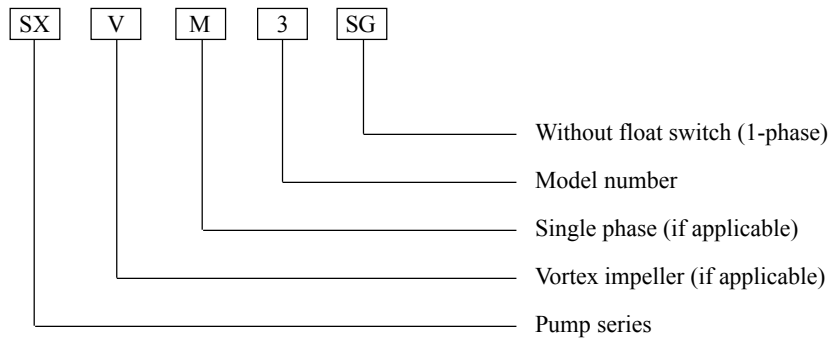 SX V M 3 SG
Without float switch (1-phase)
Model number
Single phase (if applicable)
Vortex impeller (if applicable)
Pump series